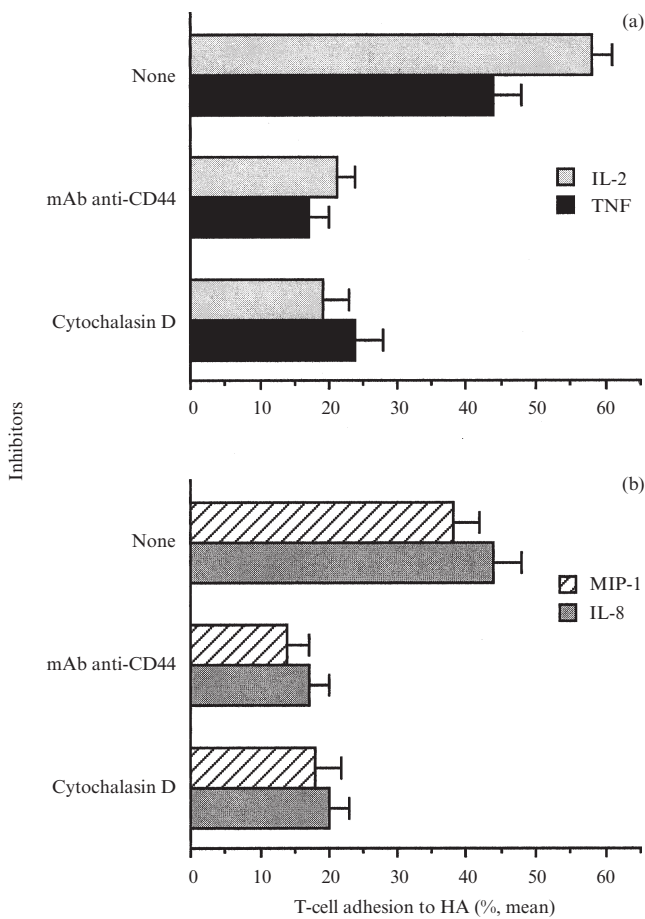 (a)
None
mAb anti-CD44
Cytochalasin D
IL-2
TNF
0 10 20 30 40 50 60
Inhibitors
(b)
None
mAb anti-CD44
Cytochalasin D
MIP-1
IL-8
0 10 20 30 40 50 60
T-cell adhesion to HA (%, mean)